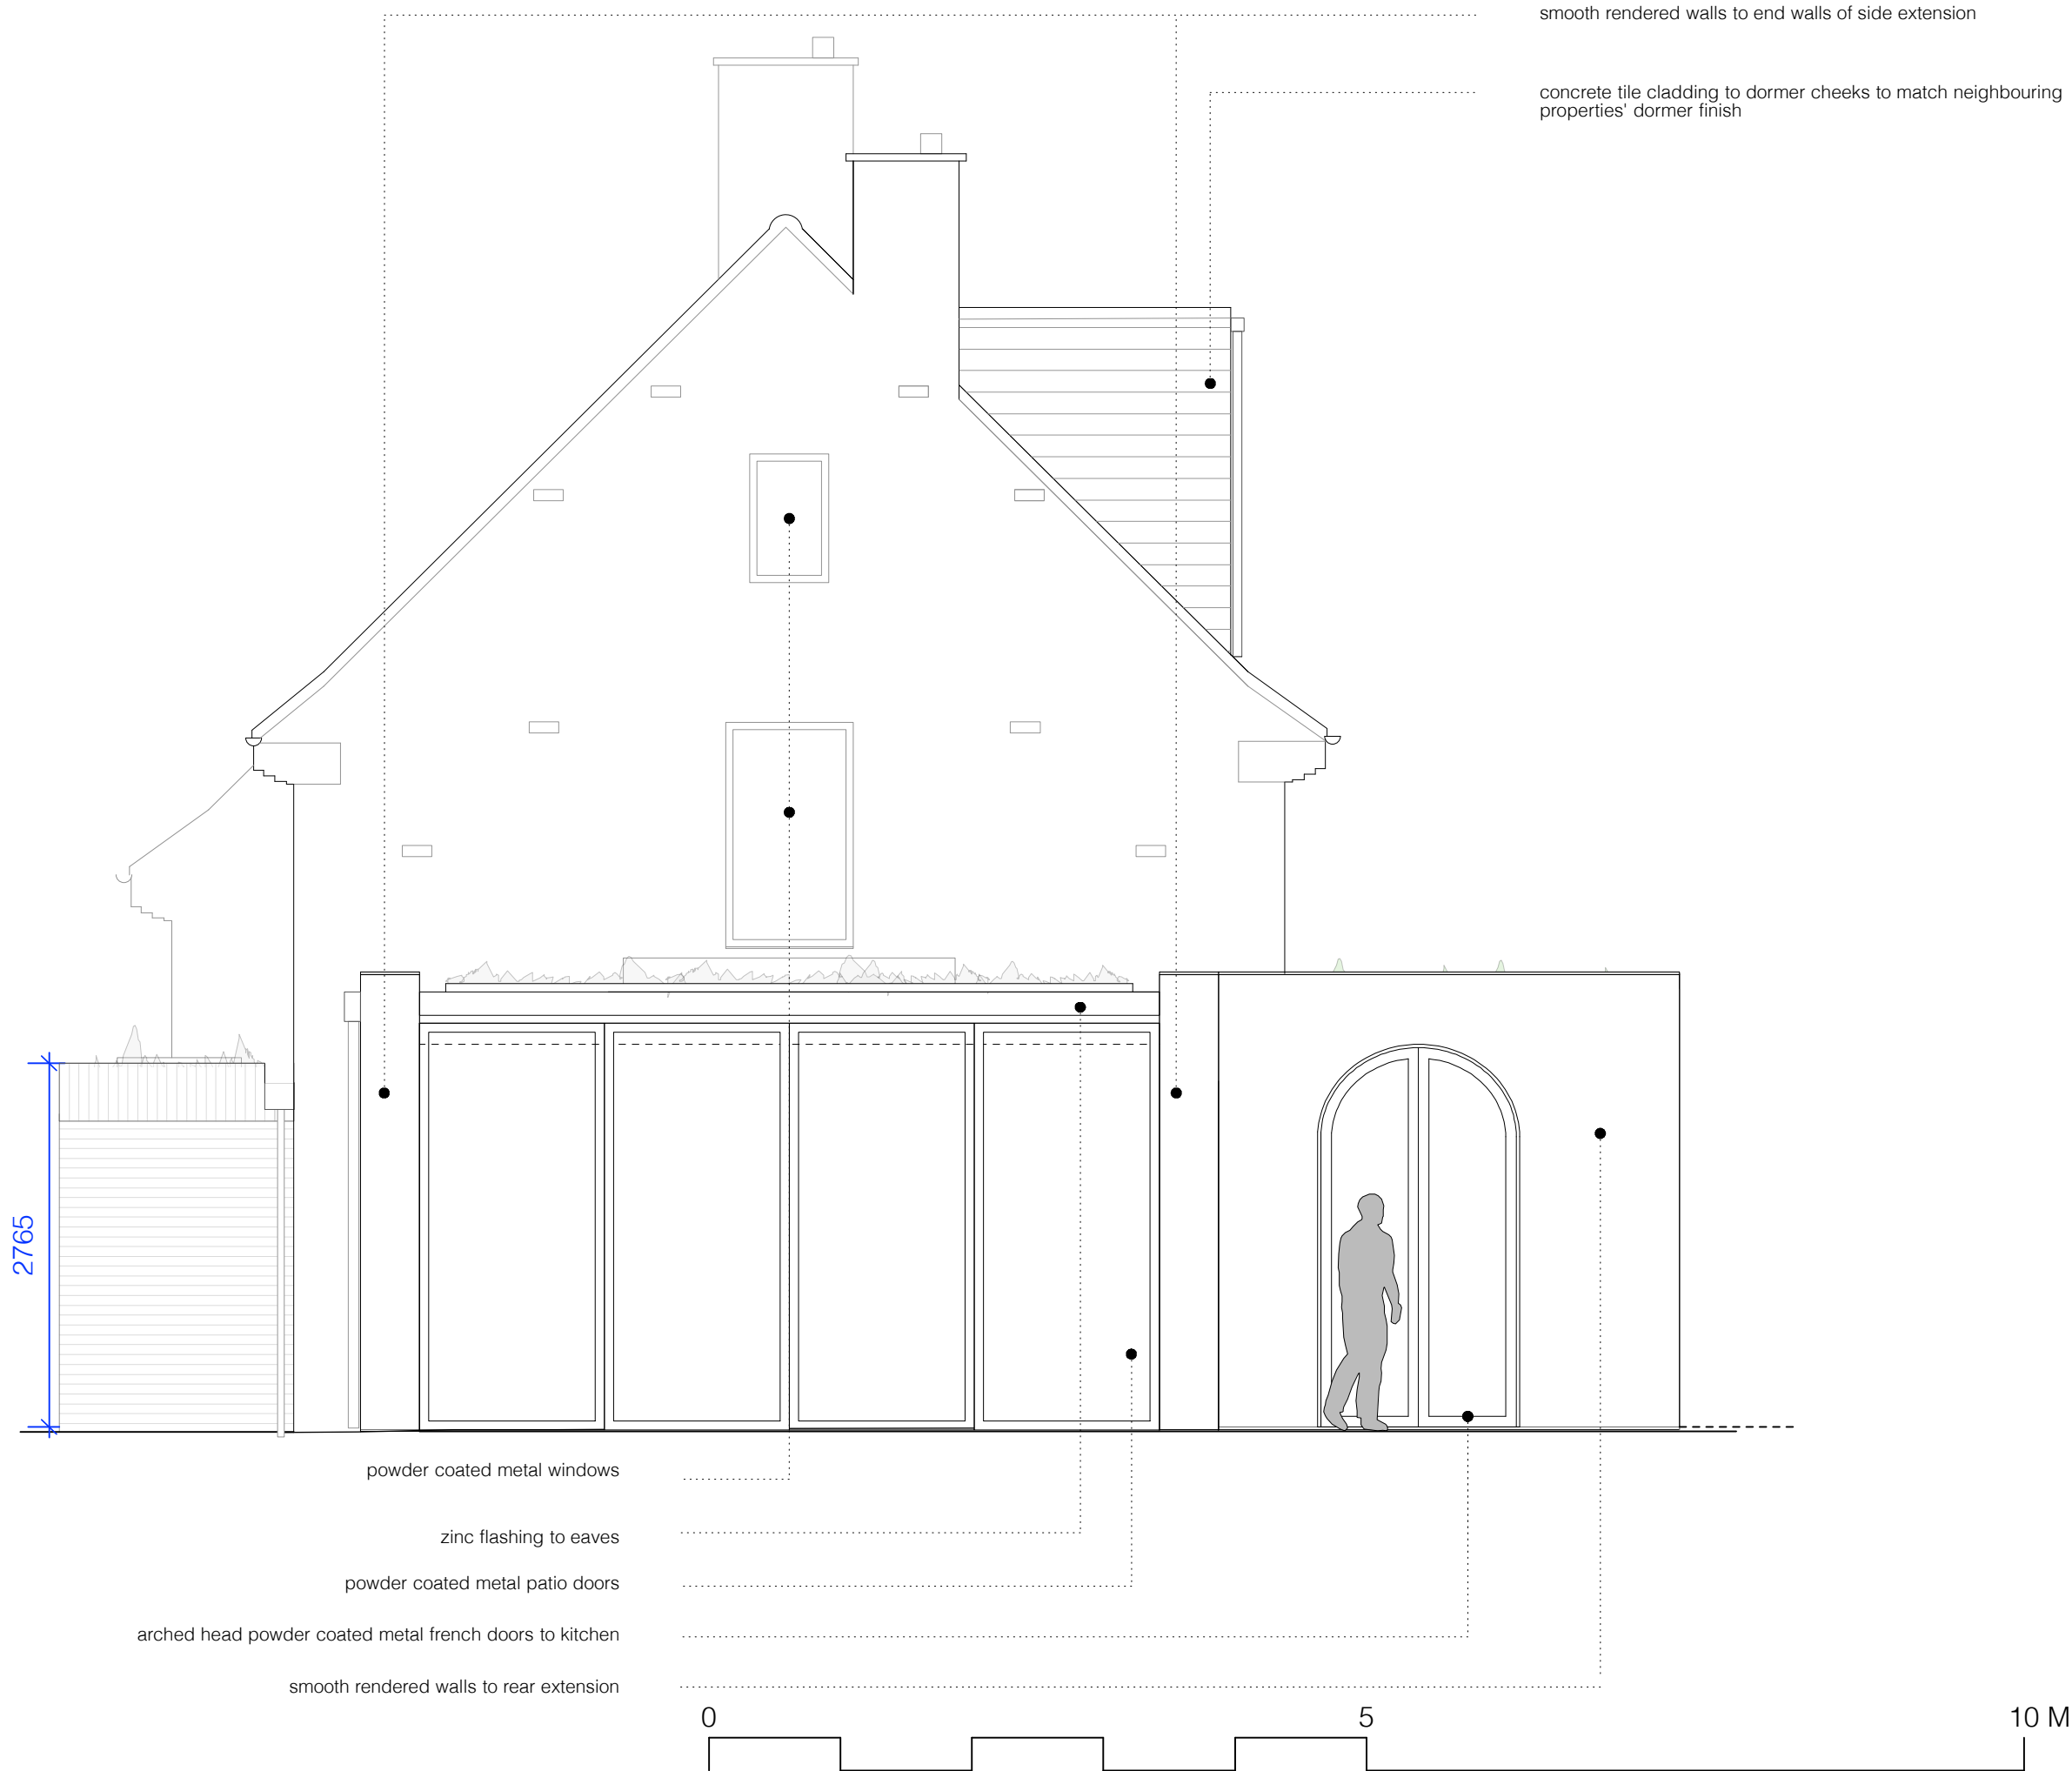 smooth rendered walls to end walls of side extension
concrete tile cladding to dormer cheeks to match neighbouring
properties' dormer finish
2765
powder coated metal windows
zinc flashing to eaves
powder coated metal patio doors
arched head powder coated metal french doors to kitchen
smooth rendered walls to rear extension
0 5 10 M